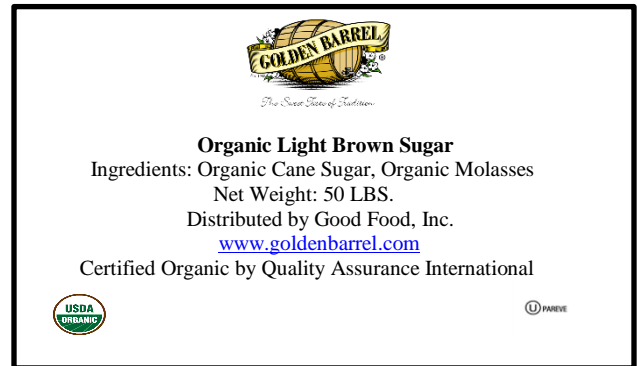 GOLDEN BARREL
®
The Sweet Taste of Tradition
Organic Light Brown Sugar
Ingredients: Organic Cane Sugar, Organic Molasses
Net Weight: 50 LBS.
Distributed by Good Food, Inc.
www.goldenbarrel.com
Certified Organic by Quality Assurance International
USDA
ORGANIC
U PAREVE